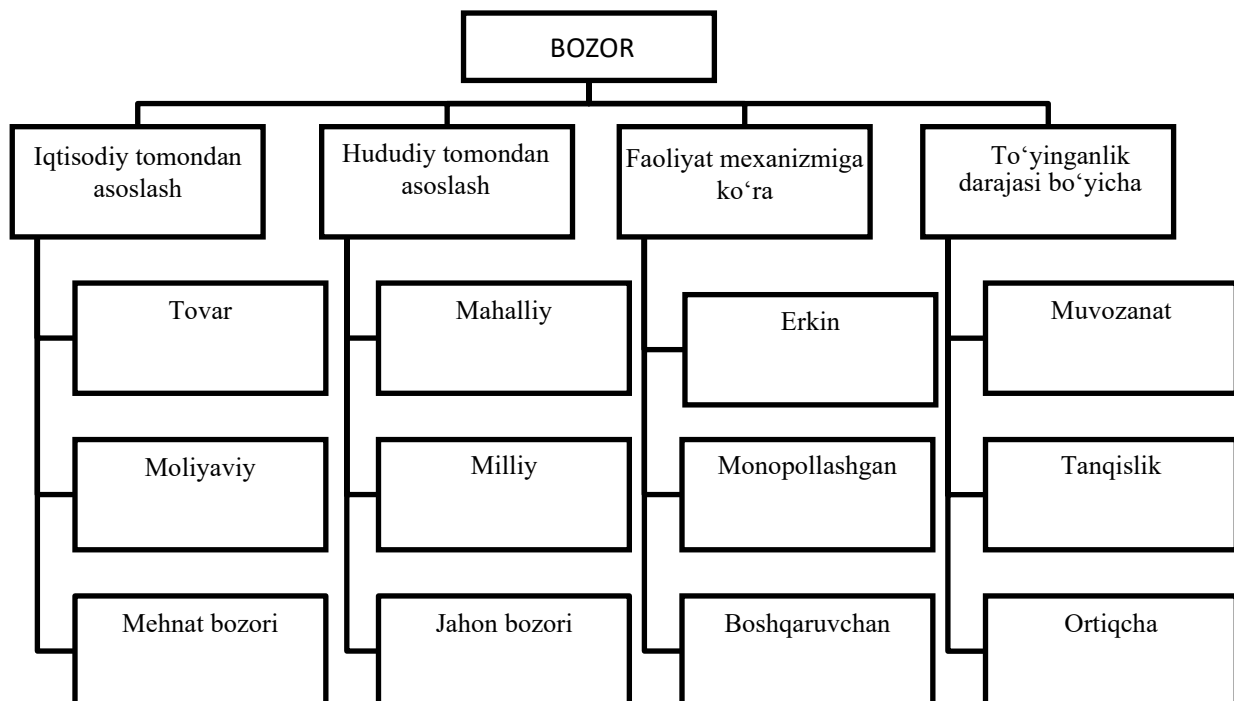 BOZOR
Iqtisodiy tomondan
asoslash
Hududiy tomondan
asoslash
Faoliyat mexanizmiga
ko‘ra
To‘yinganlik
darajasi bo‘yicha
Tovar
Moliyaviy
Mehnat bozori
Mahalliy
Milliy
Jahon bozori
Erkin
Monopollashgan
Boshqaruvchan
Muvozanat
Tanqislik
Ortiqcha